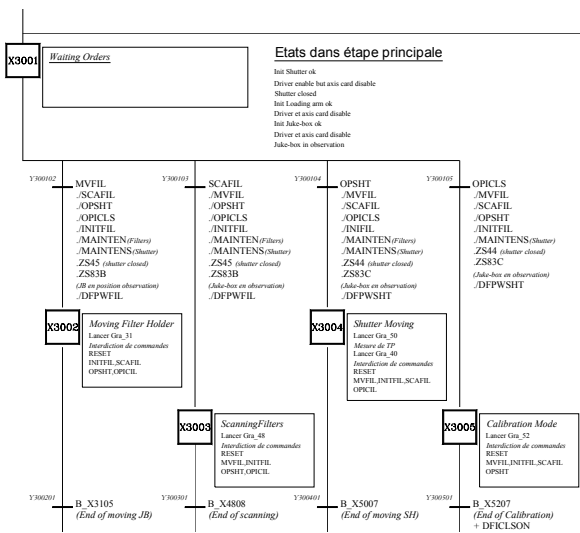 X3001
Waiting Orders
Etats dans étape principale
Init Shutter ok
Driver enable but axis card disable
Shutter closed
Init Loading arm ok
Driver et axis card disable
Init Juke-box ok
Driver et axis card disable
Juke-box in observation
Y300102
MVFIL
./SCAFIL
./OPSHT
./OPICLS
./INITFIL
./MAINTEN(Filters)
./MAINTENS(Shutter)
.ZS45 (shutter closed)
.ZS83B
(JB en position observation)
./DFPWFIL
Y300103
SCAFIL
./MVFIL
./OPSHT
./OPICLS
./INITFIL
./MAINTEN(Filters)
./MAINTENS(Shutter)
.ZS45 (shutter closed)
.ZS83B
(Juke-box en observation)
./DFPWFIL
Y300104
OPSHT
./MVFIL
./SCAFIL
./OPICLS
./INIFIL
./MAINTEN(Filters)
./MAINTENS(Shutter)
.ZS44 (shutter closed)
.ZS83C
(Juke-box en observation)
./DFPWSHT
Y300105
OPICLS
./MVFIL
./SCAFIL
./OPSHT
./INITFIL
./MAINTENS(Shutter)
.ZS44 (shutter closed)
.ZS83C
(Juke-box en observation)
./DFPWSHT
X3002
Moving Filter Holder
Lancer Gra_31
Interdiction de commandes
RESET
INITFIL,SCAFIL
OPSHT,OPICIL
X3004
Shutter Moving
Lancer Gra_50
Mesure de TP
Lancer Gra_40
Interdiction de commandes
RESET
MVFIL,INITFIL,SCAFIL
OPICIL
X3003
ScanningFilters
Lancer Gra_48
Interdiction de commandes
RESET
MVFIL,INITFIL
OPSHT,OPICIL
X3005
Calibration Mode
Lancer Gra_52
Interdiction de commandes
RESET
MVFIL,INITFIL,SCAFIL
OPSHT
Y300201
B_X3105
(End of moving JB)
Y300301
B_X4808
(End of scanning)
Y300401
B_X5007
(End of moving SH)
Y300501
B_X5207
(End of Calibration)
+ DFICLSON